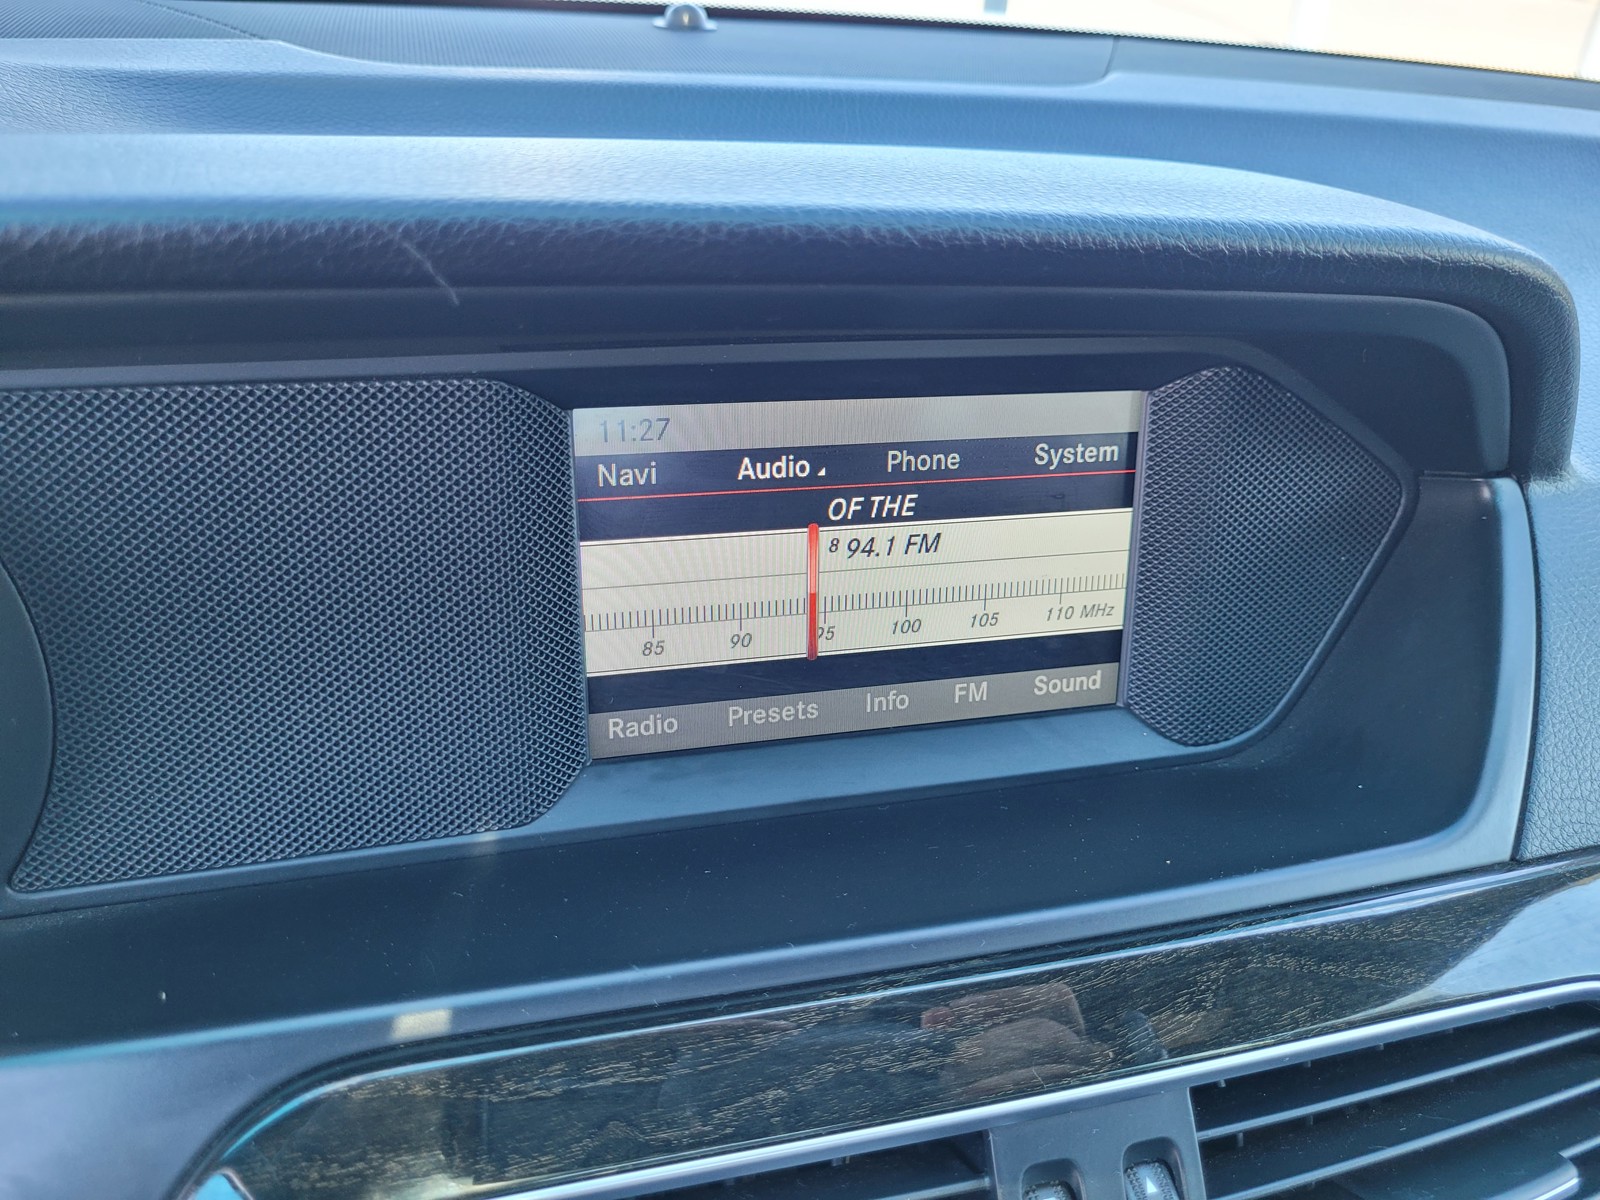 11:27
Navi Audio Phone System
OF THE
8 94.1 FM
85 90 95 100 105 110 MHz
Radio Presets Info FM Sound